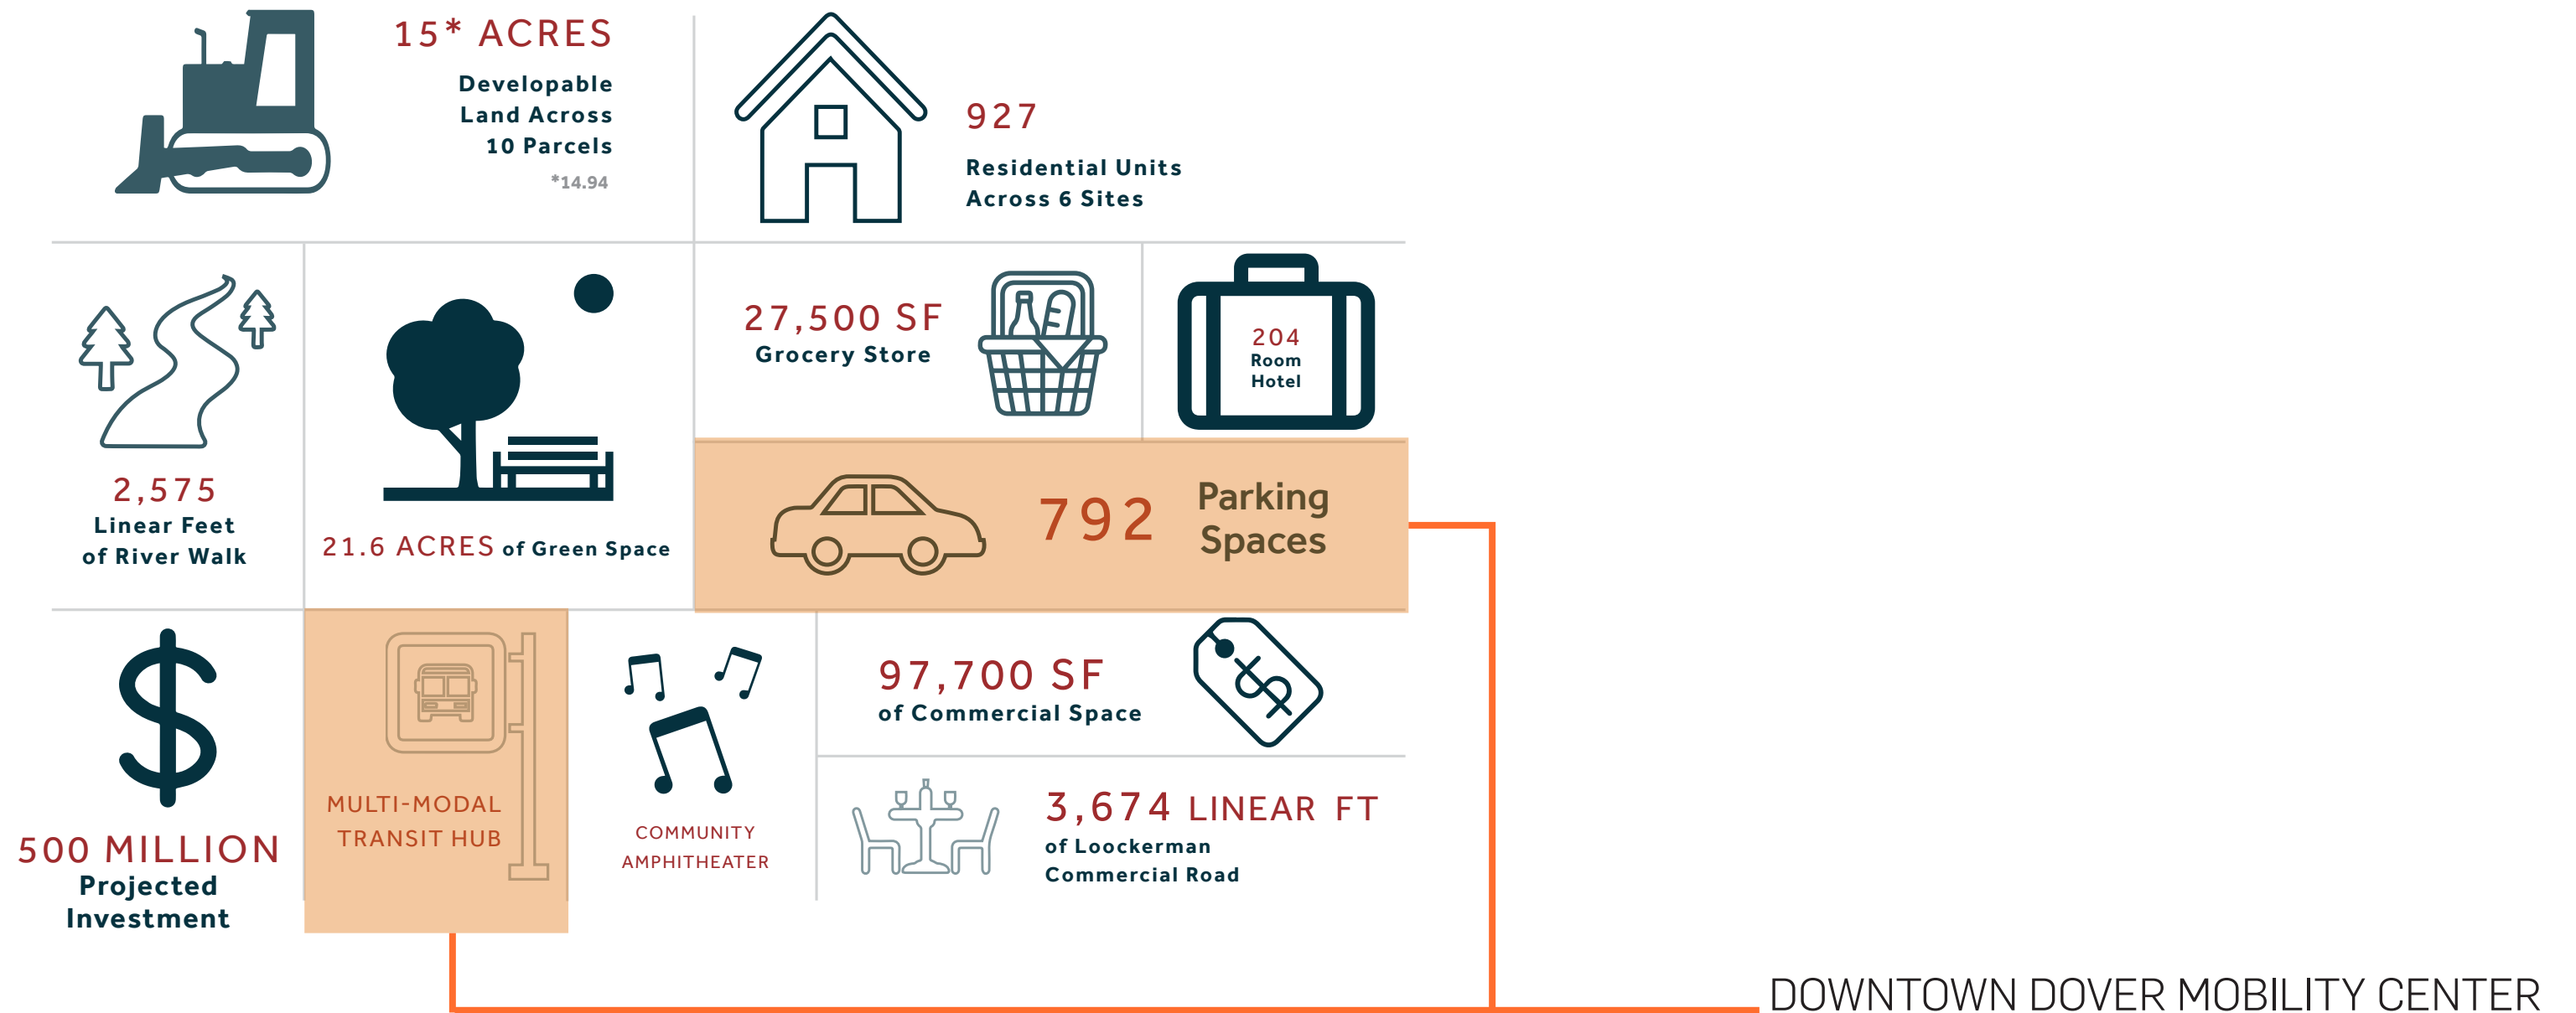 15* ACRES
Developable
Land Across
10 Parcels
*14.94
927
Residential Units
Across 6 Sites
2,575
Linear Feet
of River Walk
21.6 ACRES of Green Space
27,500 SF
Grocery Store
204
Room
Hotel
792
Parking
Spaces
$
500 MILLION
Projected
Investment
MULTI-MODAL
TRANSIT HUB
COMMUNITY
AMPHITHEATER
97,700 SF
of Commercial Space
$
3,674 LINEAR FT
of Loockerman
Commercial Road
DOWNTOWN DOVER MOBILITY CENTER